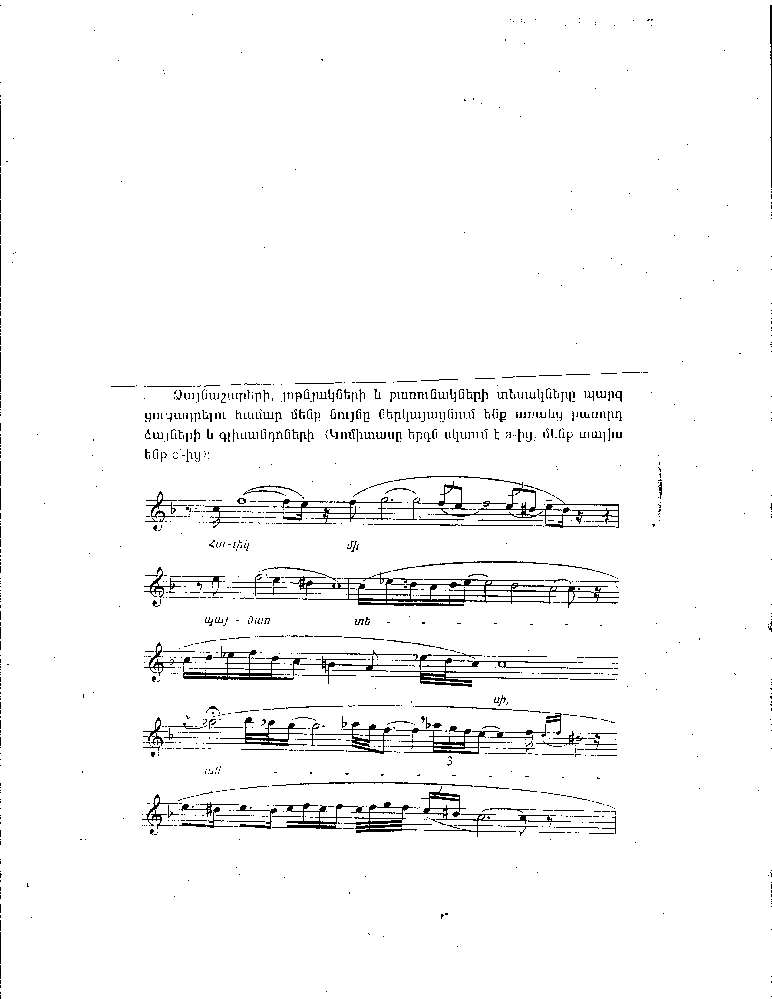 Ձայնաշարերի, յոթնյակների և քառունակների տեսակները պարզ
ցուցադրելու համար մենք նույնը ներկայացնում ենք առանց քառորդ
ձայների և գլիսանդոների (Կոմիտասը երգն սկսում է a-ից, մենք տալիս
ենք c′-ից):
Հա-ւիկ մի
պայ - ծառ տե - - - - - - -
սի,
3
ան - - - - - - - - - - -